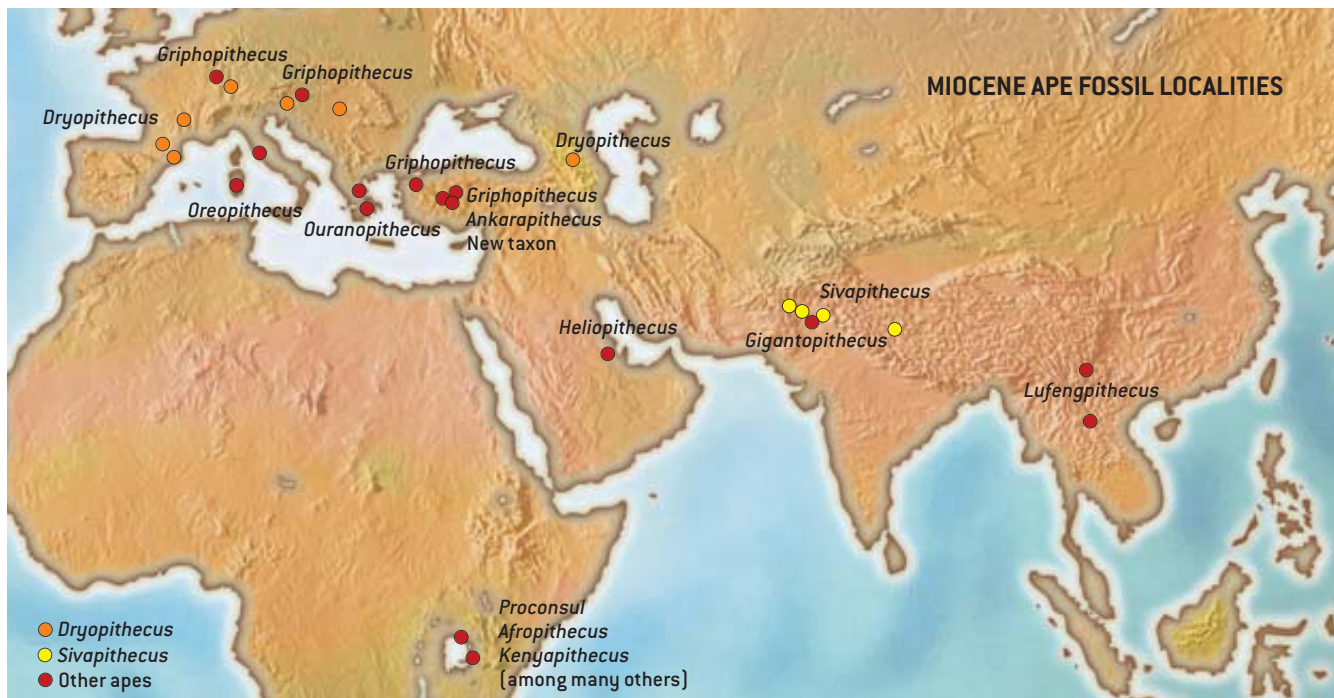 MIOCENE APE FOSSIL LOCALITIES
Griphopithecus
Griphopithecus
Dryopithecus
Dryopithecus
Griphopithecus
Griphopithecus
Ankarapithecus
New taxon
Oreopithecus
Ouranopithecus
Sivapithecus
Gigantopithecus
Heliopithecus
Lufengpithecus
Proconsul
Afropithecus
Kenyapithecus
(among many others)
Dryopithecus
Sivapithecus
Other apes